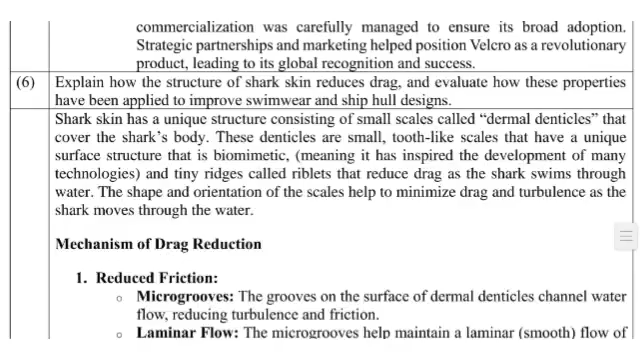 commercialization was carefully managed to ensure its broad adoption.
Strategic partnerships and marketing helped position Velcro as a revolutionary
product, leading to its global recognition and success.
(6) Explain how the structure of shark skin reduces drag, and evaluate how these properties
have been applied to improve swimwear and ship hull designs.
Shark skin has a unique structure consisting of small scales called “dermal denticles” that
cover the shark’s body. These denticles are small, tooth-like scales that have a unique
surface structure that is biomimetic, (meaning it has inspired the development of many
technologies) and tiny ridges called riblets that reduce drag as the shark swims through
water. The shape and orientation of the scales help to minimize drag and turbulence as the
shark moves through the water.
Mechanism of Drag Reduction
1. Reduced Friction:
o Microgrooves: The grooves on the surface of dermal denticles channel water
flow, reducing turbulence and friction.
o Laminar Flow: The microgrooves help maintain a laminar (smooth) flow of